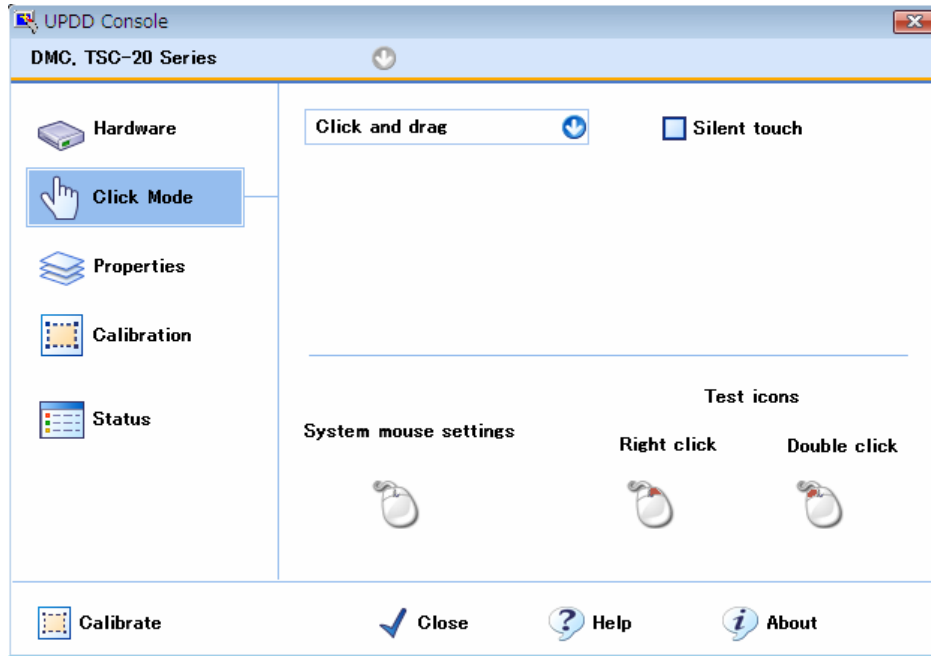 UPDD Console
DMC, TSC-20 Series
Hardware
Click Mode
Properties
Calibration
Status
Click and drag
Silent touch
System mouse settings
Test icons
Right click
Double click
Calibrate
Close
Help
About